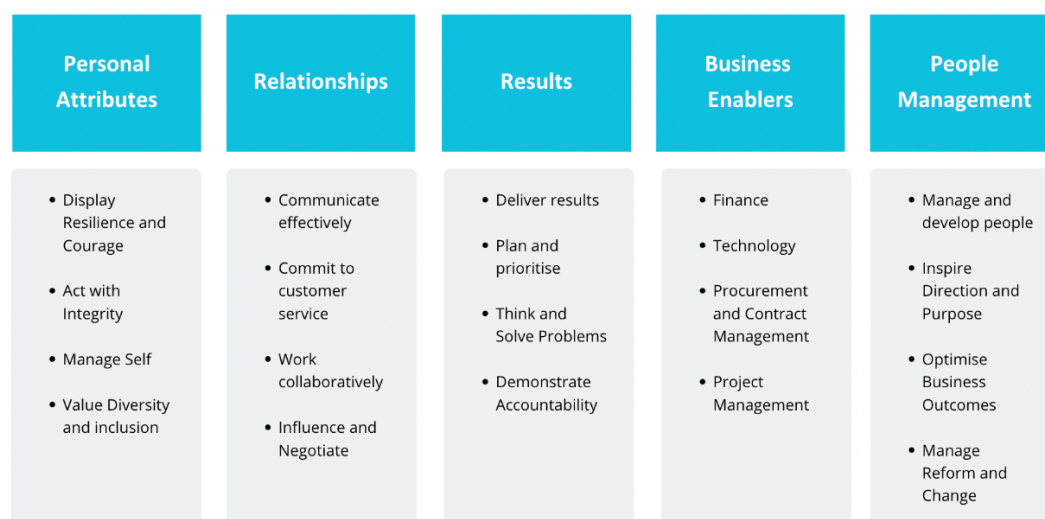 Personal
Attributes
• Display
Resilience and
Courage
• Act with
Integrity
• Manage Self
• Value Diversity
and inclusion
Relationships
• Communicate
effectively
• Commit to
customer
service
• Work
collaboratively
• Influence and
Negotiate
Results
• Deliver results
• Plan and
prioritise
• Think and
Solve Problems
• Demonstrate
Accountability
Business
Enablers
• Finance
• Technology
• Procurement
and Contract
Management
• Project
Management
People
Management
• Manage and
develop people
• Inspire
Direction and
Purpose
• Optimise
Business
Outcomes
• Manage
Reform and
Change